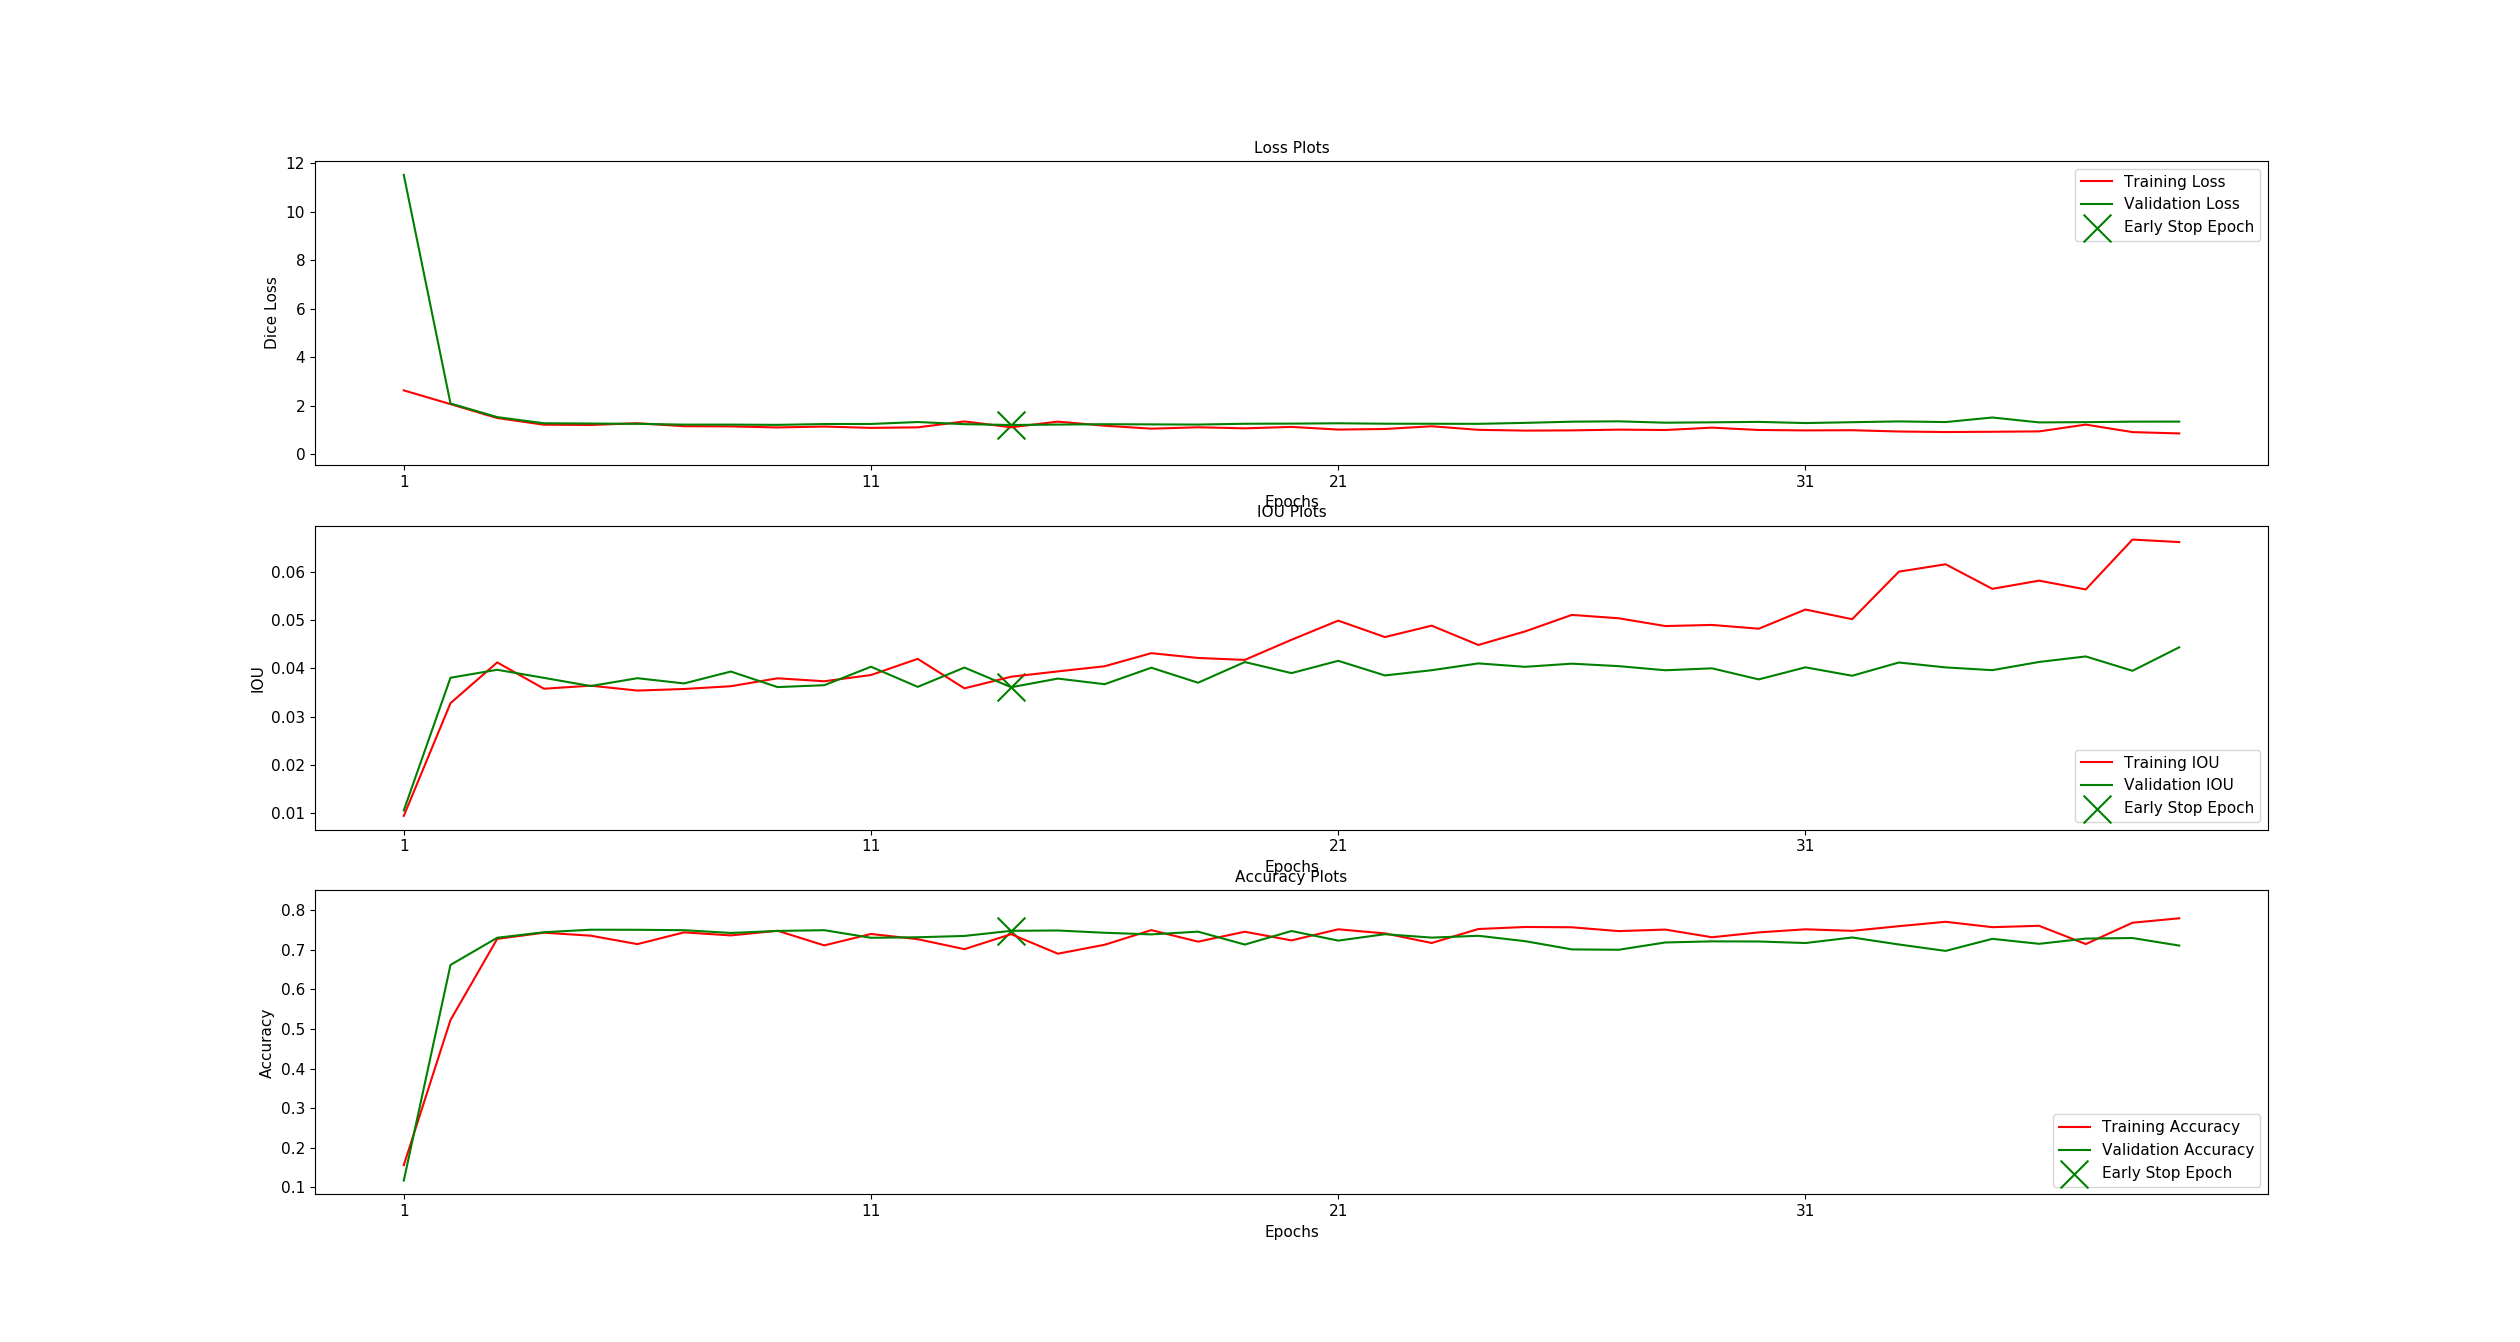 Loss Plots
12
10
8
6
4
2
0
Dice Loss
Training Loss
Validation Loss
Early Stop Epoch
1 11 21 31
Epochs
IOU Plots
0.06
0.05
0.04
0.03
0.02
0.01
IOU
Training IOU
Validation IOU
Early Stop Epoch
1 11 21 31
Epochs
Accuracy Plots
0.8
0.7
0.6
0.5
0.4
0.3
0.2
0.1
Accuracy
Training Accuracy
Validation Accuracy
Early Stop Epoch
1 11 21 31
Epochs